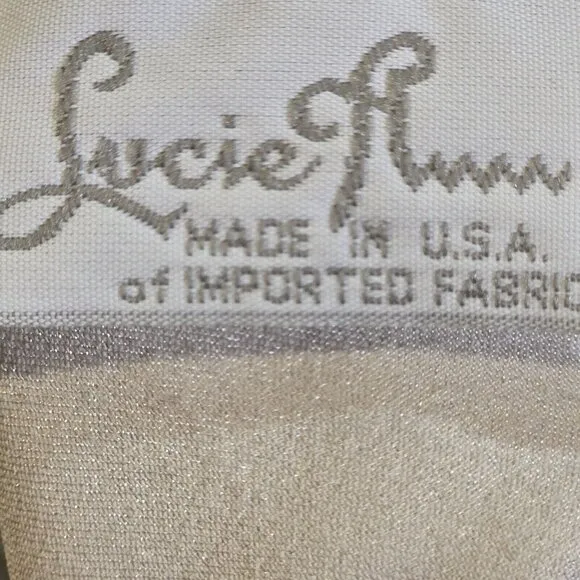 Lucie Ann
MADE IN U.S.A.
of IMPORTED FABRIC